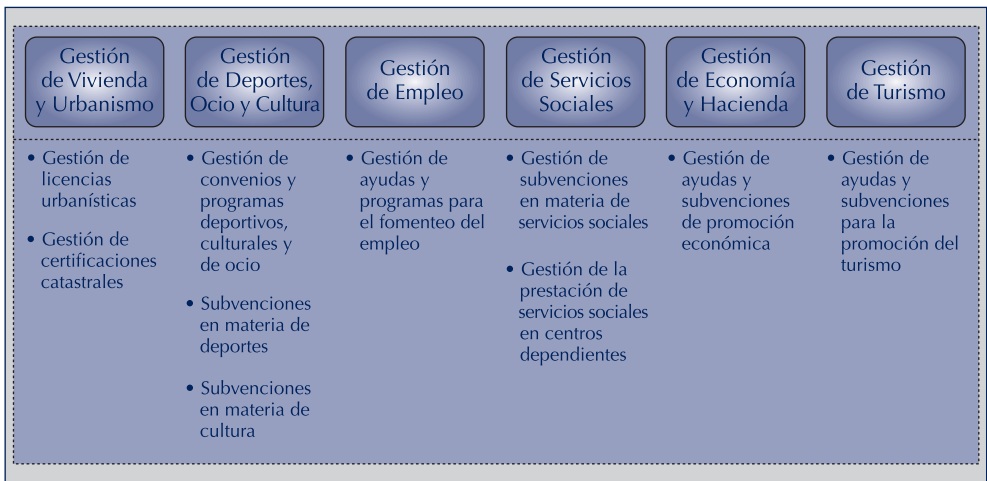 Gestión
de Vivienda
y Urbanismo
Gestión
de Deportes,
Ocio y Cultura
Gestión
de Empleo
Gestión
de Servicios
Sociales
Gestión
de Economía
y Hacienda
Gestión
de Turismo
• Gestión de
licencias
urbanísticas
• Gestión de
certificaciones
catastrales
• Gestión de
convenios y
programas
deportivos,
culturales y
de ocio
• Subvenciones
en materia de
deportes
• Subvenciones
en materia de
cultura
• Gestión de
ayudas y
programas para
el fomenteo del
empleo
• Gestión de
subvenciones
en materia de
servicios sociales
• Gestión de la
prestación de
servicios sociales
en centros
dependientes
• Gestión de
ayudas y
subvenciones
de promoción
económica
• Gestión de
ayudas y
subvenciones
para la
promoción del
turismo